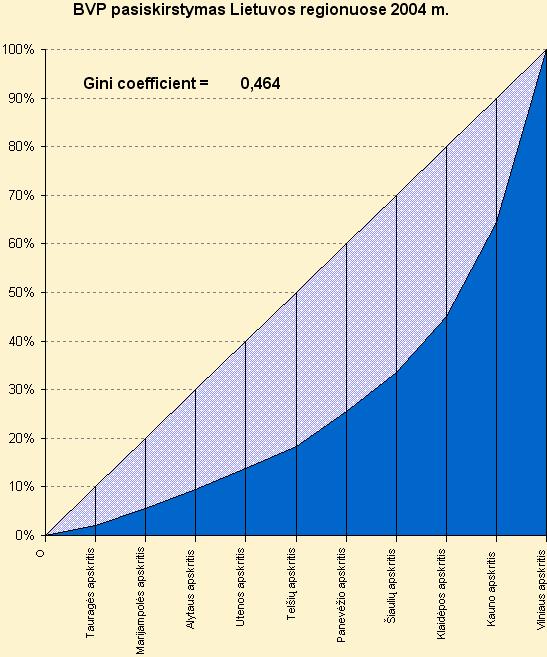 BVP pasiskirstymas Lietuvos regionuose 2004 m.
Gini coefficient = 0,464
100%
90%
80%
70%
60%
50%
40%
30%
20%
10%
0%
0
Tauragės apskritis
Marijampolės apskritis
Alytaus apskritis
Utenos apskritis
Telšių apskritis
Panevėžio apskritis
Šiaulių apskritis
Klaidėpos apskritis
Kauno apskritis
Vilniaus apskritis